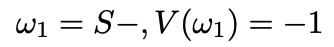 ω₁ = S−, V(ω₁) = −1